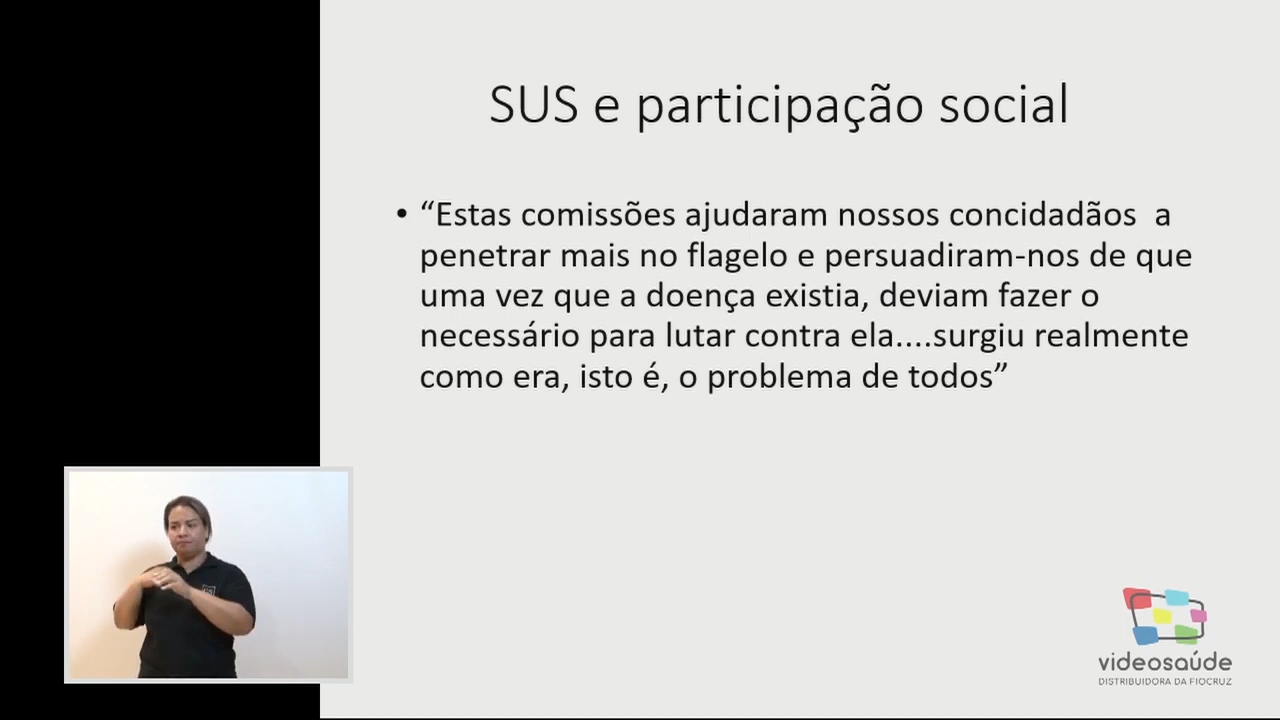 SUS e participação social
• “Estas comissões ajudaram nossos concidadãos a
penetrar mais no flagelo e persuadiram-nos de que
uma vez que a doença existia, deviam fazer o
necessário para lutar contra ela....surgiu realmente
como era, isto é, o problema de todos”
videosaúde
DISTRIBUIDORA DA FIOCRUZ